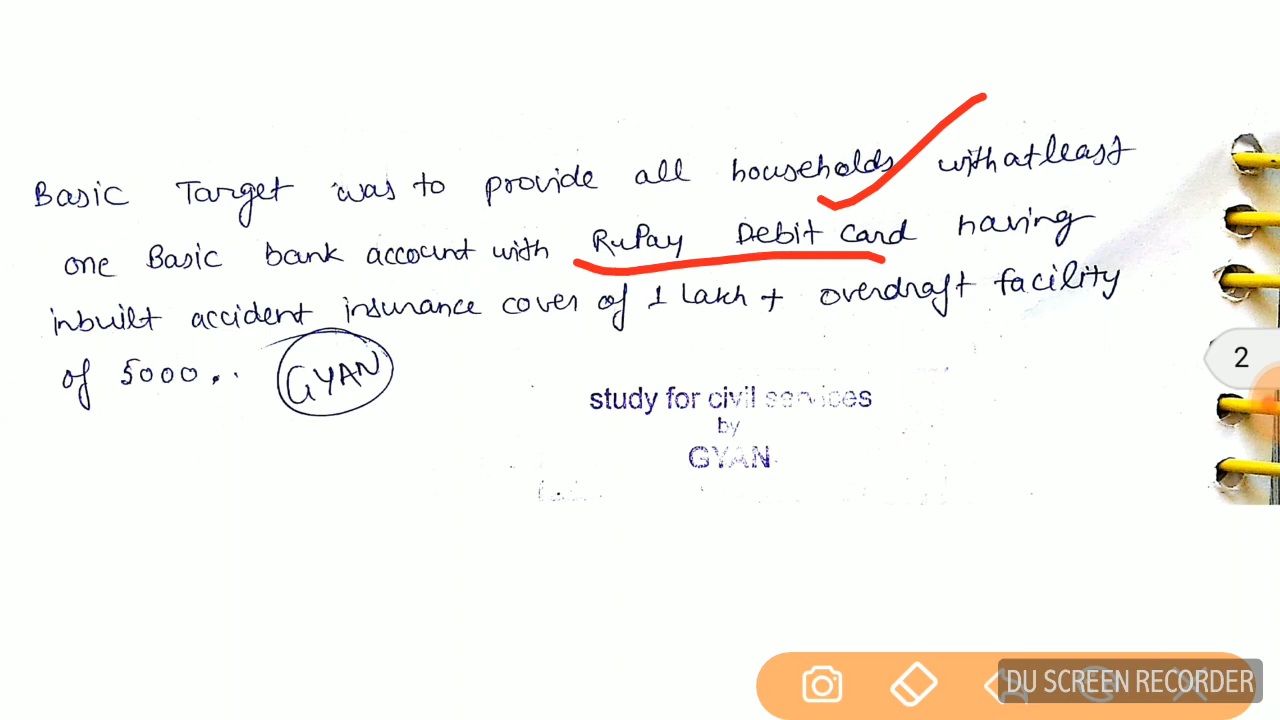 Basic Target was to provide all households with atleast
one Basic bank account with RuPay Debit Card having
inbuilt accident insurance cover of 1 Lakh + overdraft facility
of 5000..
GYAN
study for civil services
by
GYAN
2
DU SCREEN RECORDER